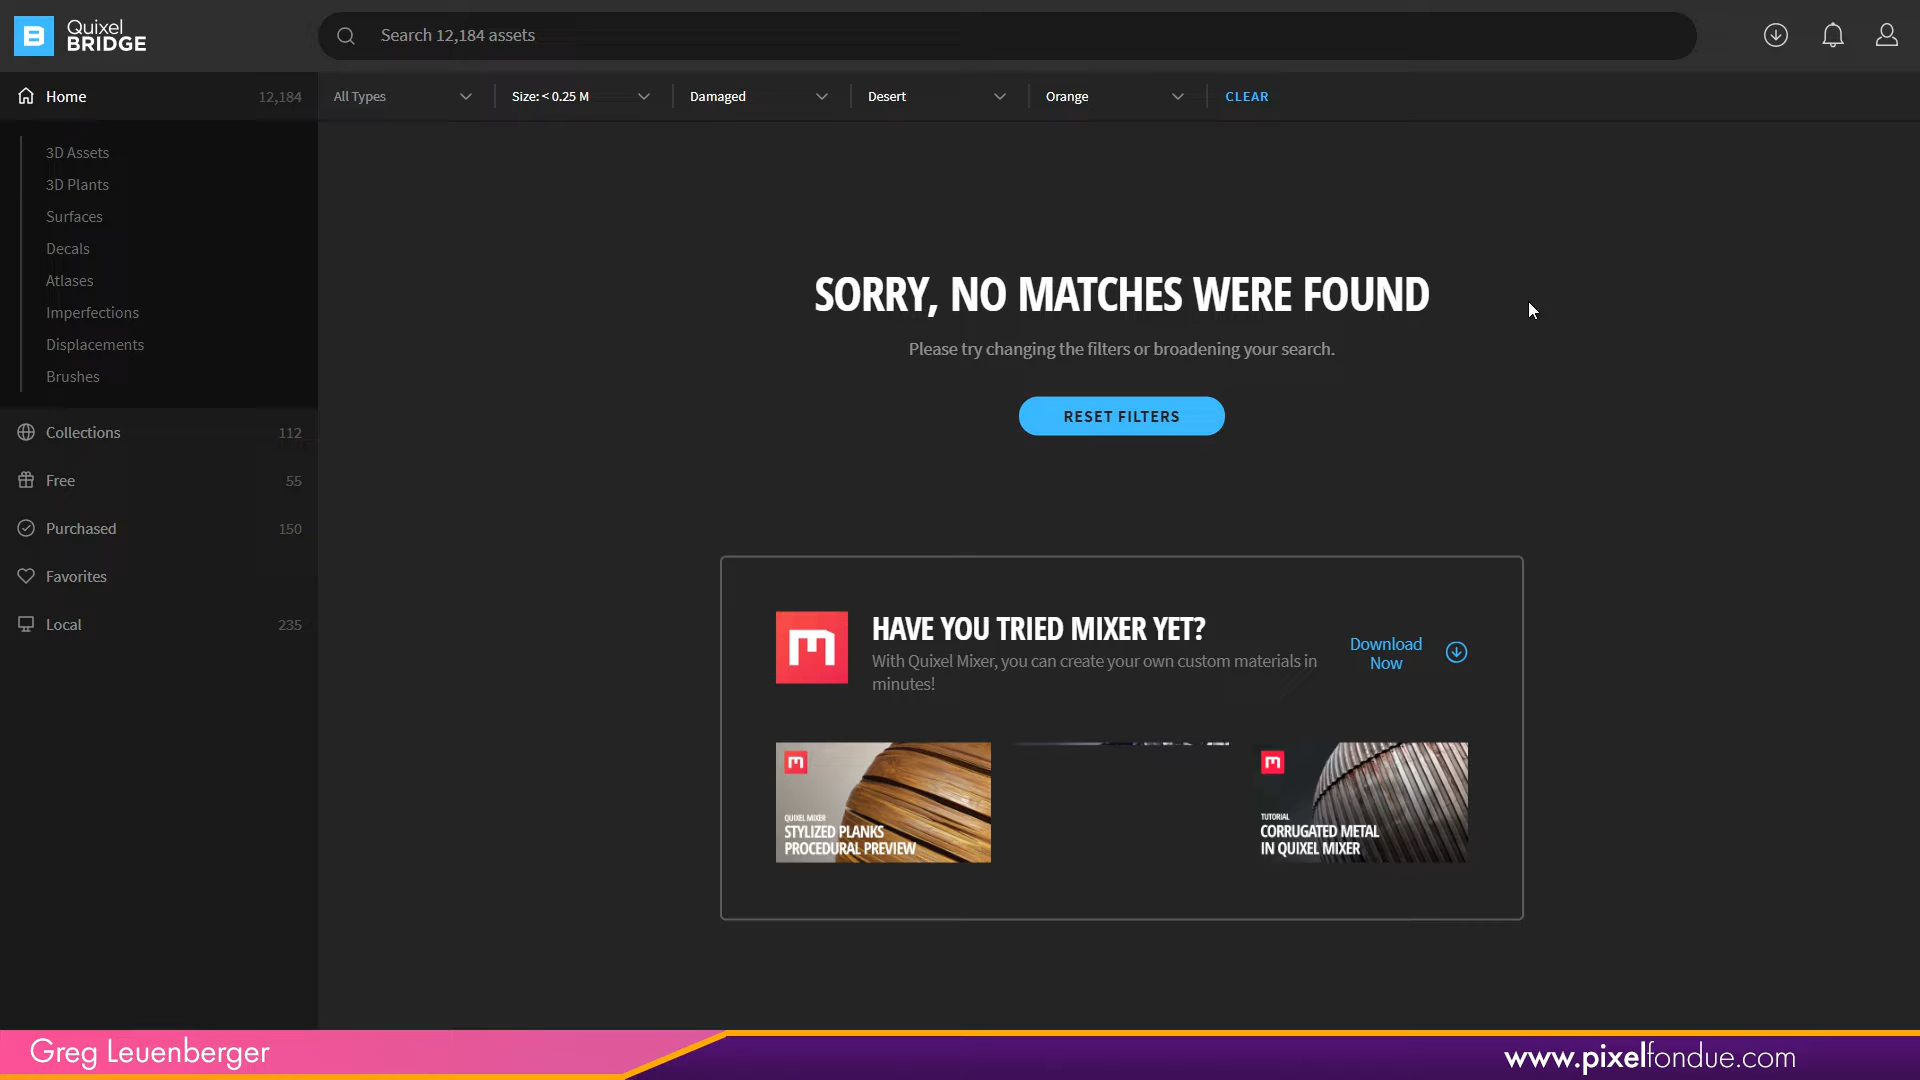 Quixel
BRIDGE
Search 12,184 assets
Home 12,184
All Types
Size: < 0.25 M
Damaged
Desert
Orange
CLEAR
3D Assets
3D Plants
Surfaces
Decals
Atlases
Imperfections
Displacements
Brushes
Collections 112
Free 55
Purchased 150
Favorites
Local 235
SORRY, NO MATCHES WERE FOUND
Please try changing the filters or broadening your search.
RESET FILTERS
HAVE YOU TRIED MIXER YET?
With Quixel Mixer, you can create your own custom materials in
minutes!
Download
Now
QUIXEL MIXER
STYLIZED PLANKS
PROCEDURAL PREVIEW
TUTORIAL
CORRUGATED METAL
IN QUIXEL MIXER
Greg Leuenberger
www.pixelfondue.com